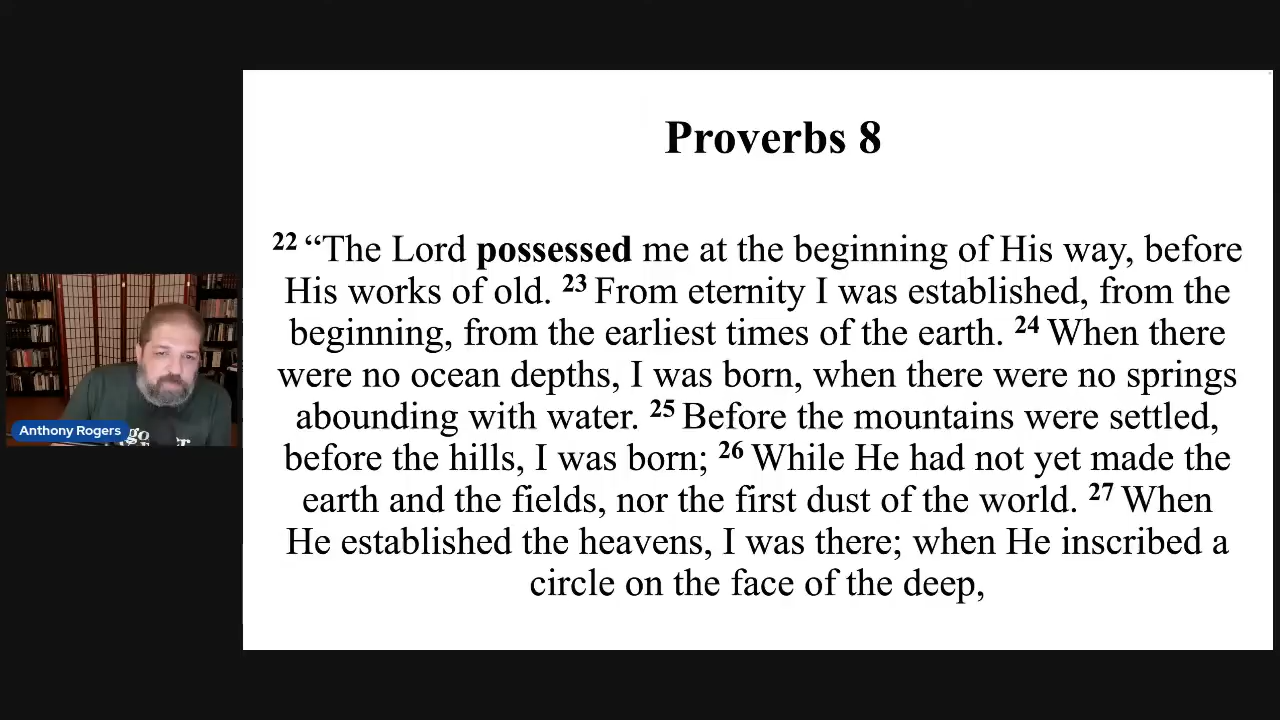 Proverbs 8
22 “The Lord possessed me at the beginning of His way, before
His works of old. 23 From eternity I was established, from the
beginning, from the earliest times of the earth. 24 When there
were no ocean depths, I was born, when there were no springs
abounding with water. 25 Before the mountains were settled,
before the hills, I was born; 26 While He had not yet made the
earth and the fields, nor the first dust of the world. 27 When
He established the heavens, I was there; when He inscribed a
circle on the face of the deep,
Anthony Rogers